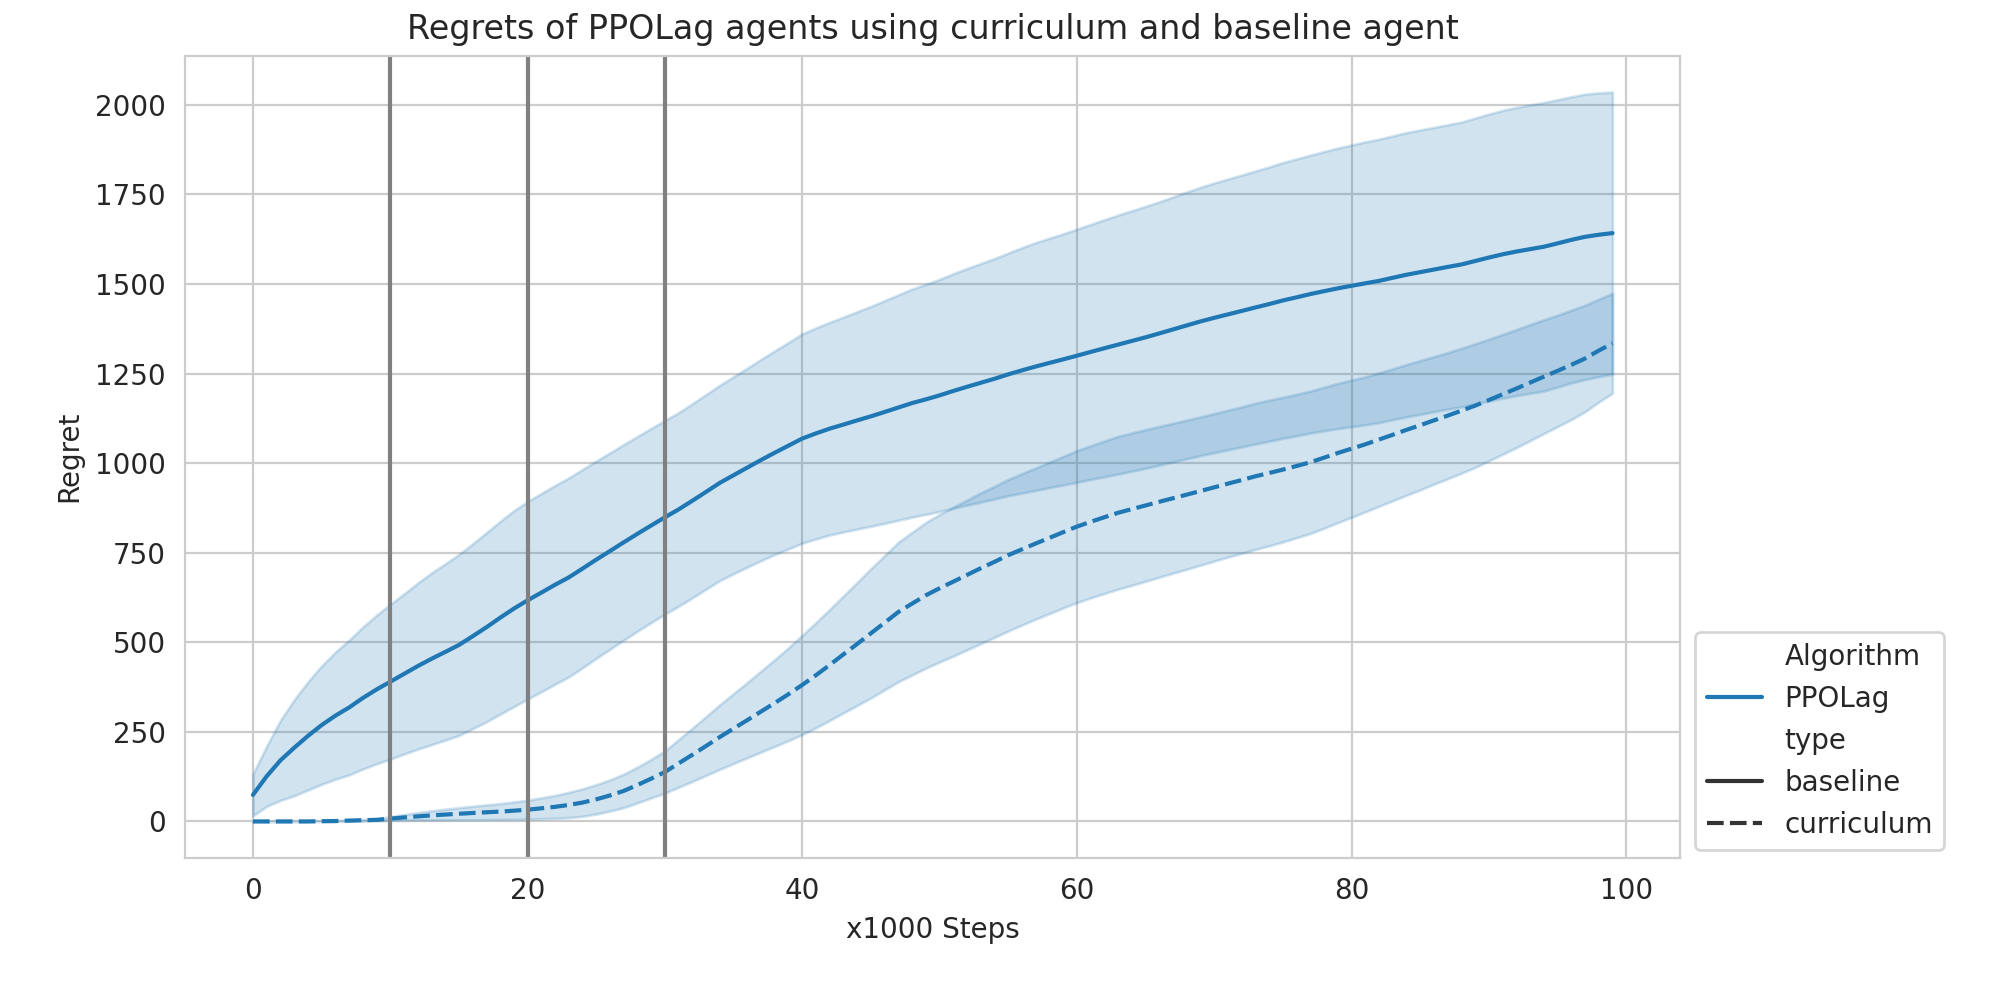 Regrets of PPOLag agents using curriculum and baseline agent
2000
1750
1500
1250
1000
750
500
250
0
Regret
0 20 40 60 80 100
x1000 Steps
Algorithm
PPOLag
type
baseline
curriculum